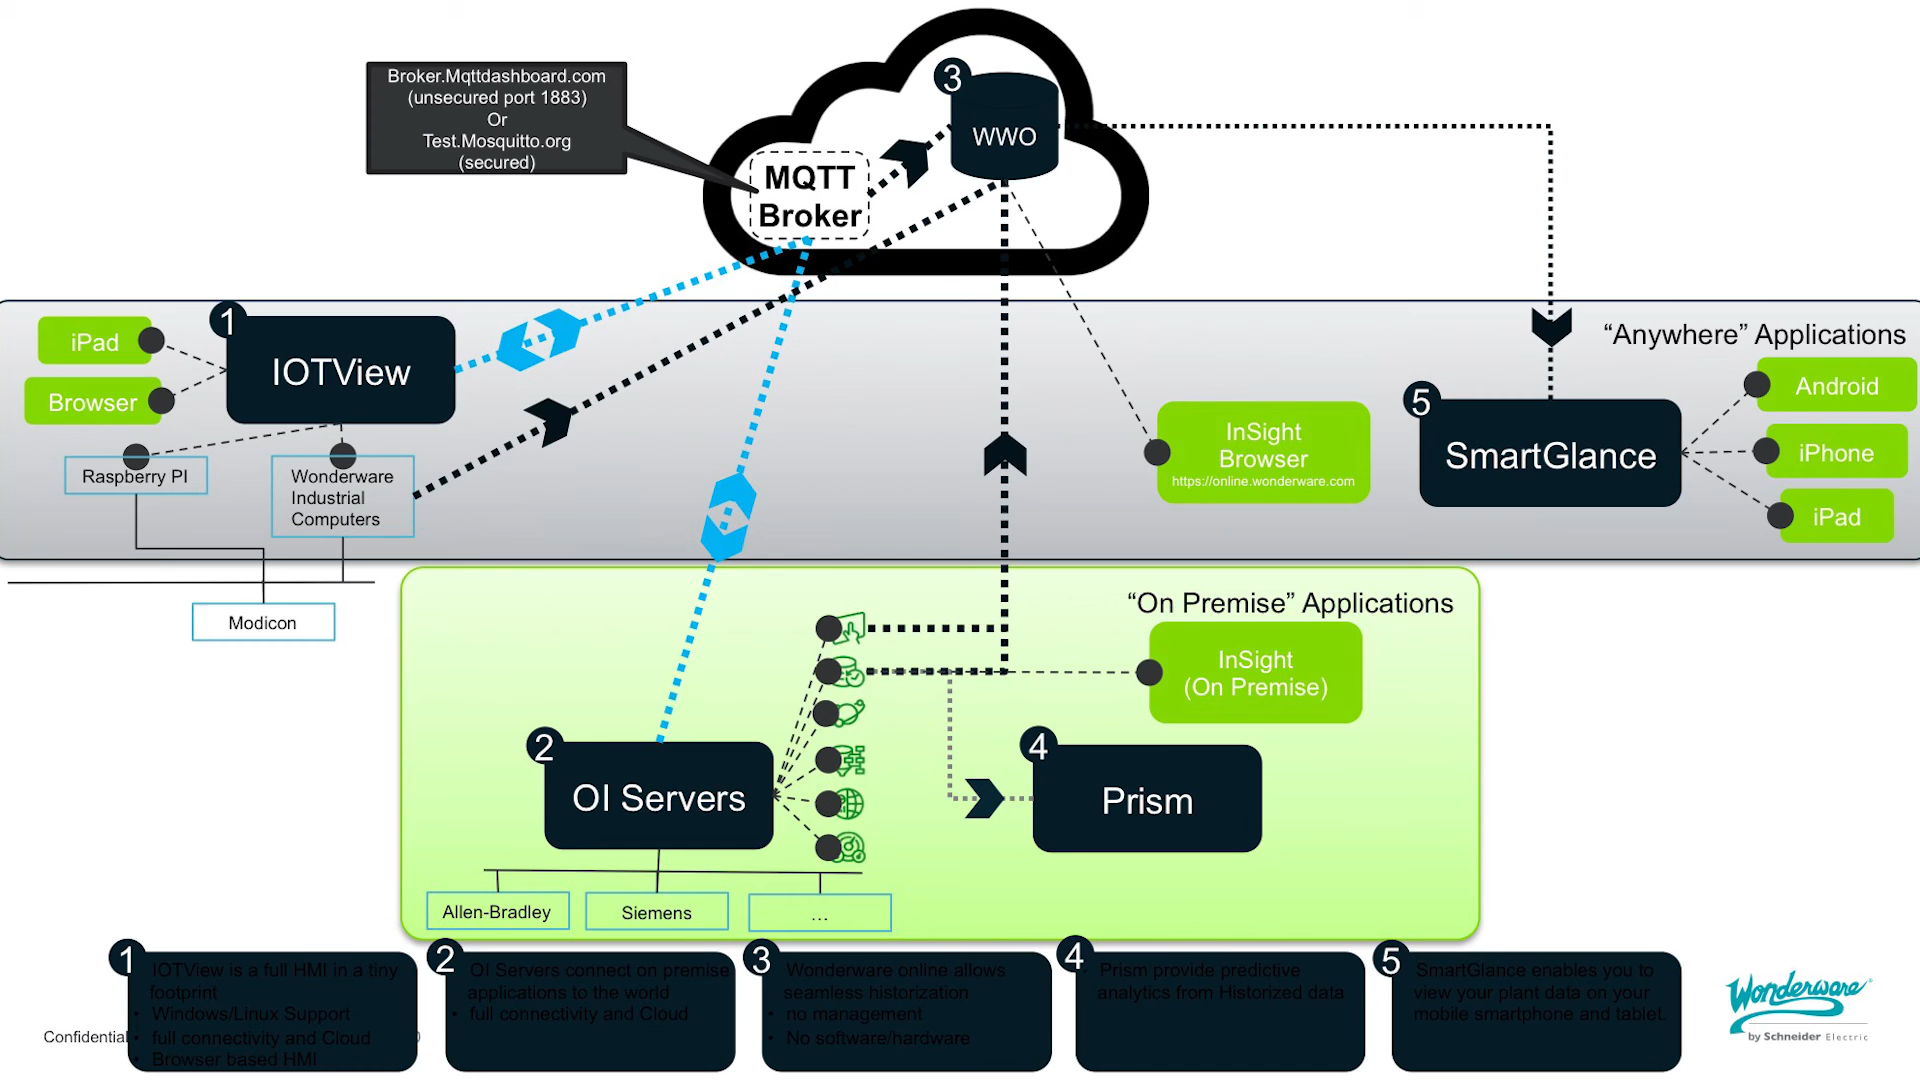 Broker.Mqttdashboard.com
(unsecured port 1883)
Or
Test.Mosquitto.org
(secured)
3
WWO
MQTT
Broker
1
IOTView
iPad
Browser
Raspberry PI
Wonderware
Industrial
Computers
Modicon
“Anywhere” Applications
InSight
Browser
https://online.wonderware.com
5
SmartGlance
Android
iPhone
iPad
“On Premise” Applications
InSight
(On Premise)
2
OI Servers
4
Prism
Allen-Bradley
Siemens
...
1
IOTView is a full HMI in a tiny
footprint
• Windows/Linux Support
• full connectivity and Cloud
• Browser based HMI
2
OI Servers connect on premise
applications to the world
• full connectivity and Cloud
3
Wonderware online allows
seamless historization
• no management
• No software/hardware
4
Prism provide predictive
analytics from Historized data
5
SmartGlance enables you to
view your plant data on your
mobile smartphone and tablet.
Confidential
Wonderware
by Schneider Electric